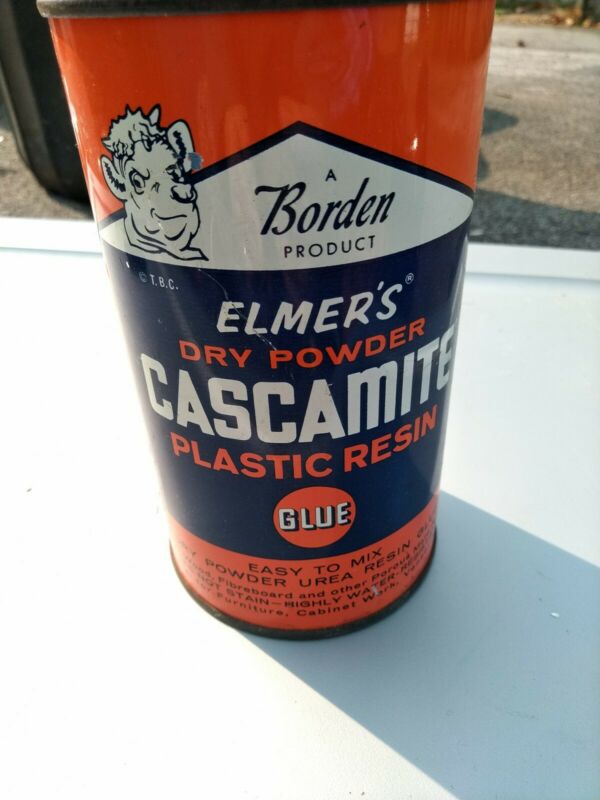 A
Borden
PRODUCT
© T.B.C.
ELMER'S®
DRY POWDER
CASCAMITE
PLASTIC RESIN
GLUE
EASY TO MIX
POWDER UREA RESIN
Fibreboard and other Porous
STAIN—HIGHLY WATER-
Furniture, Cabinet Work,